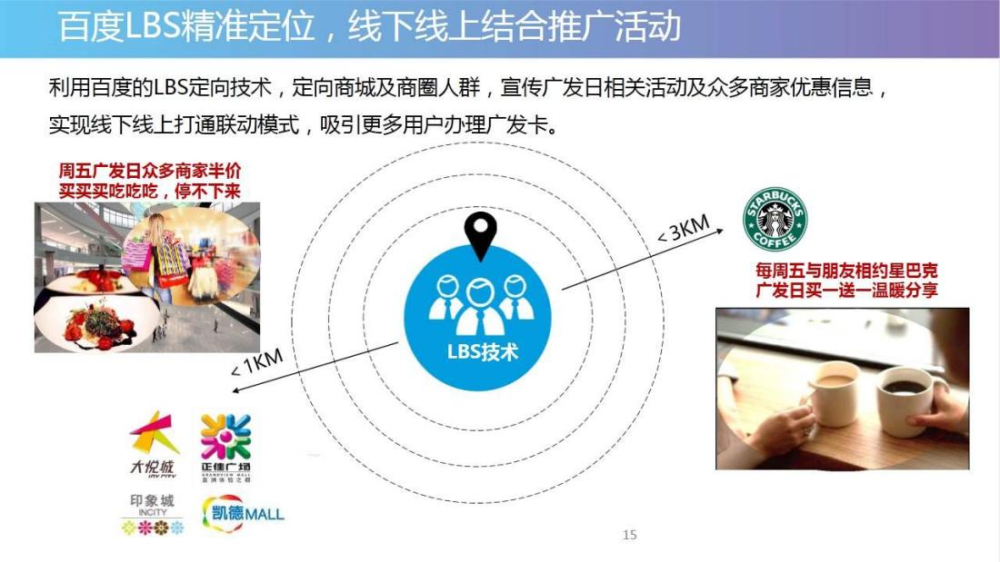 百度LBS精准定位，线下线上结合推广活动
利用百度的LBS定向技术，定向商城及商圈人群，宣传广发日相关活动及众多商家优惠信息，
实现线下线上打通联动模式，吸引更多用户办理广发卡。
周五广发日众多商家半价
买买买吃吃吃，停不下来
＜3KM
STARBUCKS
COFFEE
每周五与朋友相约星巴克
广发日买一送一温暖分享
LBS技术
＜1KM
大悦城
JOY CITY
正佳广场
GRANDVIEW MALL
亚洲体验之都
印象城
INCITY
凯德MALL
15